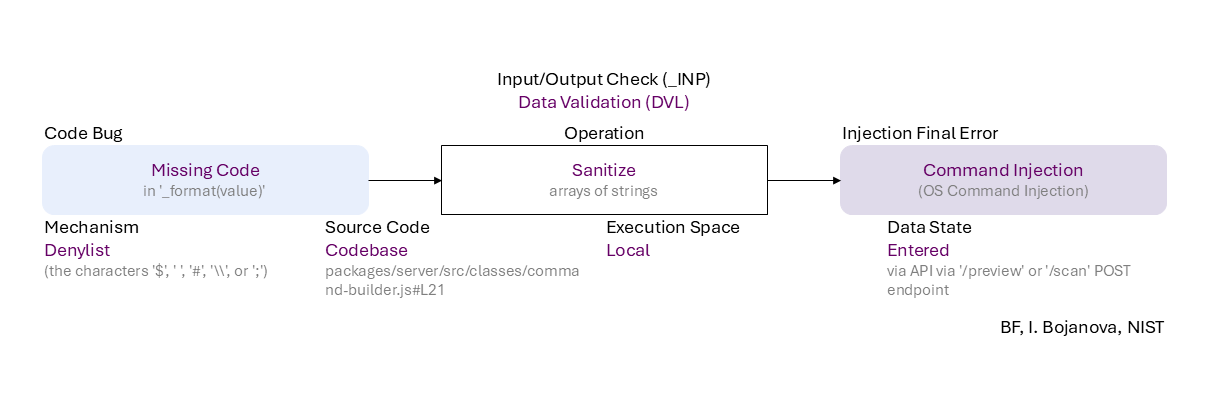 Input/Output Check (_INP)
Data Validation (DVL)
Code Bug
Operation
Injection Final Error
Missing Code
in '_format(value)'
Sanitize
arrays of strings
Command Injection
(OS Command Injection)
Mechanism
Denylist
(the characters '$', ' ', '#', '\\', or ';')
Source Code
Codebase
packages/server/src/classes/comma
nd-builder.js#L21
Execution Space
Local
Data State
Entered
via API via '/preview' or '/scan' POST
endpoint
BF, I. Bojanova, NIST